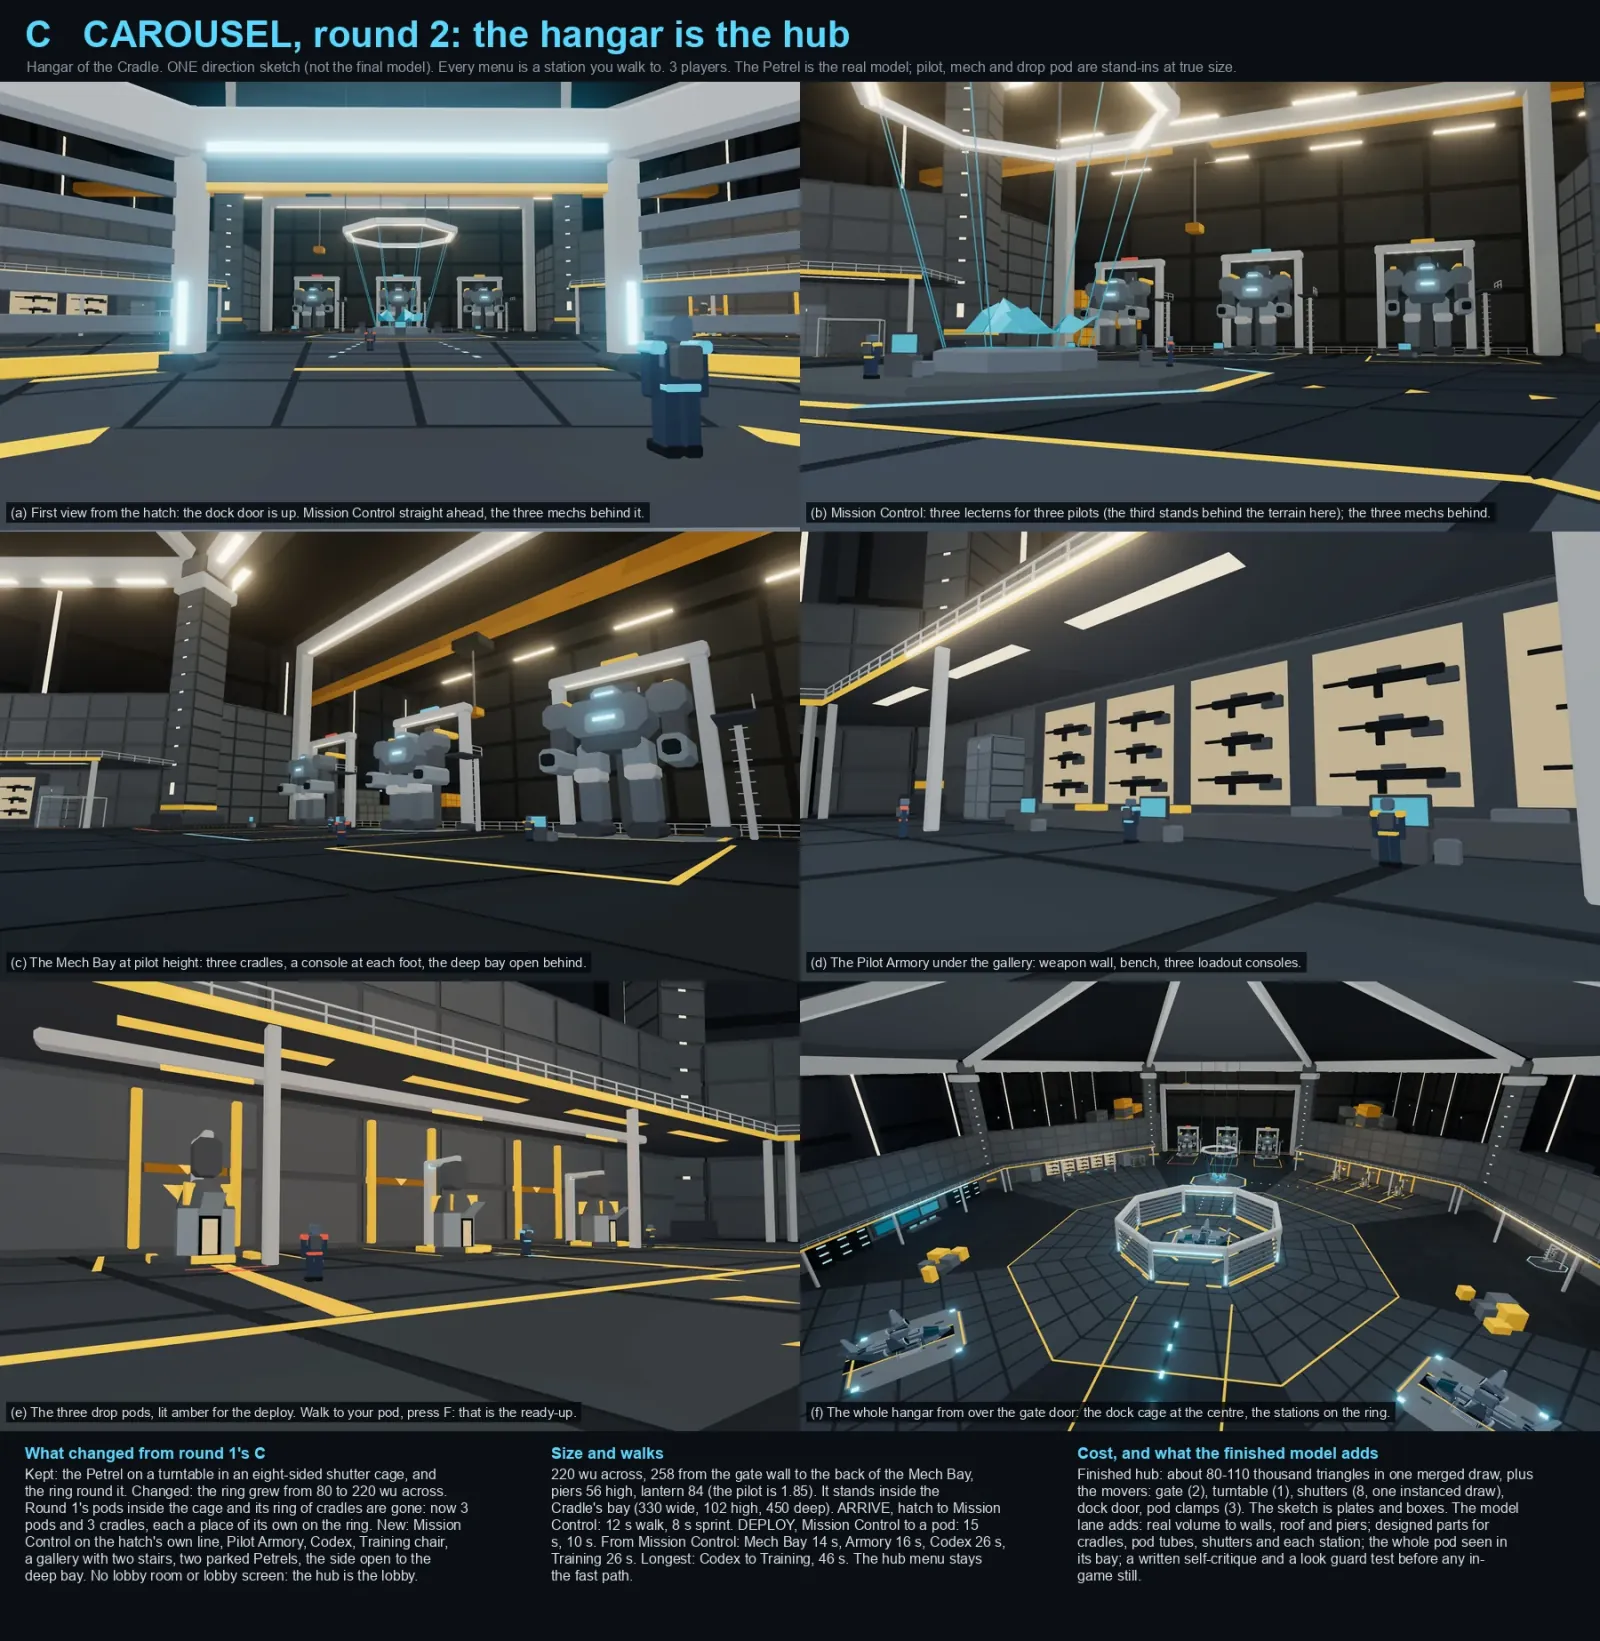 C CAROUSEL, round 2: the hangar is the hub
Hangar of the Cradle. ONE direction sketch (not the final model). Every menu is a station you walk to. 3 players. The Petrel is the real model; pilot, mech and drop pod are stand-ins at true size.
(a) First view from the hatch: the dock door is up. Mission Control straight ahead, the three mechs behind it.
(b) Mission Control: three lecterns for three pilots (the third stands behind the terrain here); the three mechs behind.
(c) The Mech Bay at pilot height: three cradles, a console at each foot, the deep bay open behind.
(d) The Pilot Armory under the gallery: weapon wall, bench, three loadout consoles.
(e) The three drop pods, lit amber for the deploy. Walk to your pod, press F: that is the ready-up.
(f) The whole hangar from over the gate door: the dock cage at the centre, the stations on the ring.
What changed from round 1's C
Kept: the Petrel on a turntable in an eight-sided shutter cage, and
the ring round it. Changed: the ring grew from 80 to 220 wu across.
Round 1's pods inside the cage and its ring of cradles are gone: now 3
pods and 3 cradles, each a place of its own on the ring. New: Mission
Control on the hatch's own line, Pilot Armory, Codex, Training chair,
a gallery with two stairs, two parked Petrels, the side open to the
deep bay. No lobby room or lobby screen: the hub is the lobby.
Size and walks
220 wu across, 258 from the gate wall to the back of the Mech Bay,
piers 56 high, lantern 84 (the pilot is 1.85). It stands inside the
Cradle's bay (330 wide, 102 high, 450 deep). ARRIVE, hatch to Mission
Control: 12 s walk, 8 s sprint. DEPLOY, Mission Control to a pod: 15
s, 10 s. From Mission Control: Mech Bay 14 s, Armory 16 s, Codex 26 s,
Training 26 s. Longest: Codex to Training, 46 s. The hub menu stays
the fast path.
Cost, and what the finished model adds
Finished hub: about 80-110 thousand triangles in one merged draw, plus
the movers: gate (2), turntable (1), shutters (8, one instanced draw),
dock door, pod clamps (3). The sketch is plates and boxes. The model
lane adds: real volume to walls, roof and piers; designed parts for
cradles, pod tubes, shutters and each station; the whole pod seen in
its bay; a written self-critique and a look guard test before any in-
game still.